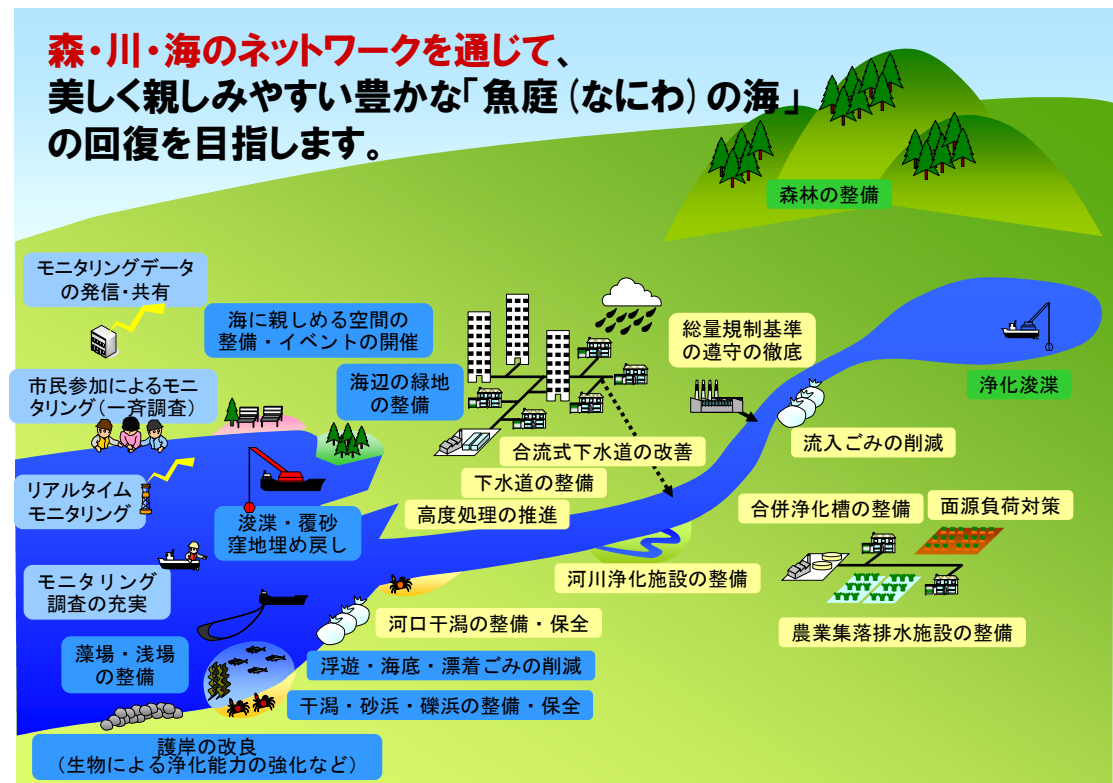 森・川・海のネットワークを通じて、
美しく親しみやすい豊かな「魚庭(なにわ)の海」
の回復を目指します。
森林の整備
モニタリングデータ
の発信・共有
海に親しめる空間の
整備・イベントの開催
総量規制基準
の遵守の徹底
海辺の緑地
の整備
市民参加によるモニ
タリング(一斉調査)
浄化浚渫
流入ごみの削減
合流式下水道の改善
下水道の整備
リアルタイム
モニタリング
高度処理の推進
浚渫・覆砂
窪地埋め戻し
合併浄化槽の整備
面源負荷対策
モニタリング
調査の充実
河川浄化施設の整備
河口干潟の整備・保全
農業集落排水施設の整備
藻場・浅場
の整備
浮遊・海底・漂着ごみの削減
干潟・砂浜・礫浜の整備・保全
護岸の改良
(生物による浄化能力の強化など)